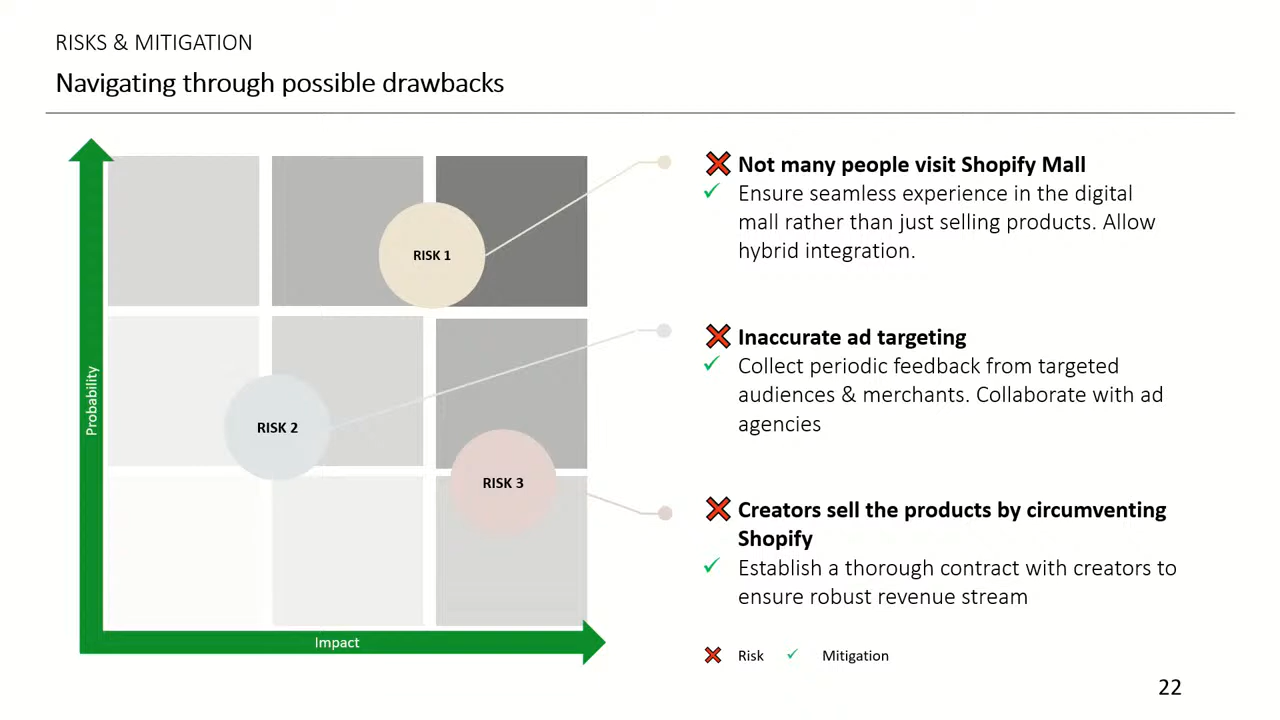 RISKS & MITIGATION
Navigating through possible drawbacks
Probability
RISK 1
RISK 2
RISK 3
Impact
Not many people visit Shopify Mall
Ensure seamless experience in the digital
mall rather than just selling products. Allow
hybrid integration.
Inaccurate ad targeting
Collect periodic feedback from targeted
audiences & merchants. Collaborate with ad
agencies
Creators sell the products by circumventing
Shopify
Establish a thorough contract with creators to
ensure robust revenue stream
Risk
Mitigation
22